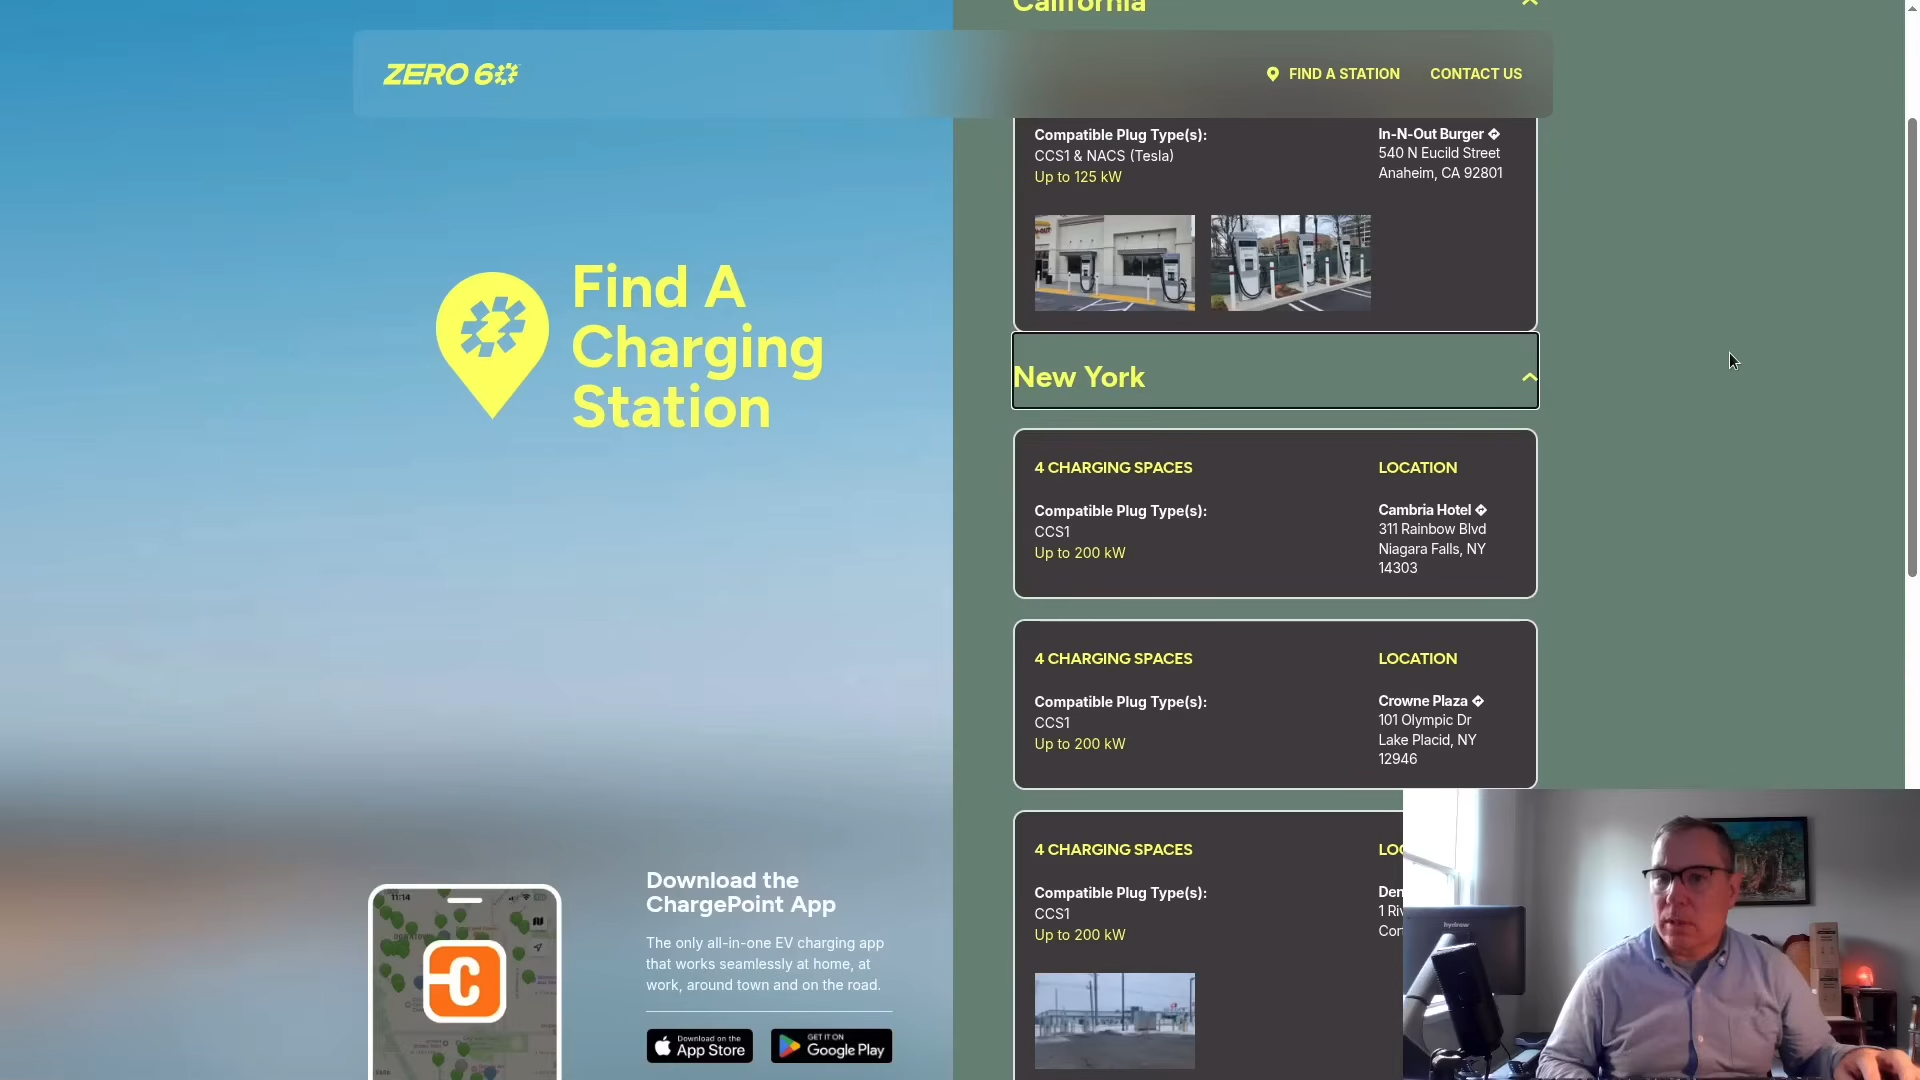 California
ZERO 60
FIND A STATION
CONTACT US
Compatible Plug Type(s):
CCS1 & NACS (Tesla)
Up to 125 kW
In-N-Out Burger
540 N Eucild Street
Anaheim, CA 92801
Find A
Charging
Station
New York
4 CHARGING SPACES
LOCATION
Compatible Plug Type(s):
CCS1
Up to 200 kW
Cambria Hotel
311 Rainbow Blvd
Niagara Falls, NY
14303
4 CHARGING SPACES
LOCATION
Compatible Plug Type(s):
CCS1
Up to 200 kW
Crowne Plaza
101 Olympic Dr
Lake Placid, NY
12946
4 CHARGING SPACES
LO
Compatible Plug Type(s):
CCS1
Up to 200 kW
Den
1 Riv
Download the
ChargePoint App
The only all-in-one EV charging app
that works seamlessly at home, at
work, around town and on the road.
11:14
Download on the
App Store
GET IT ON
Google Play